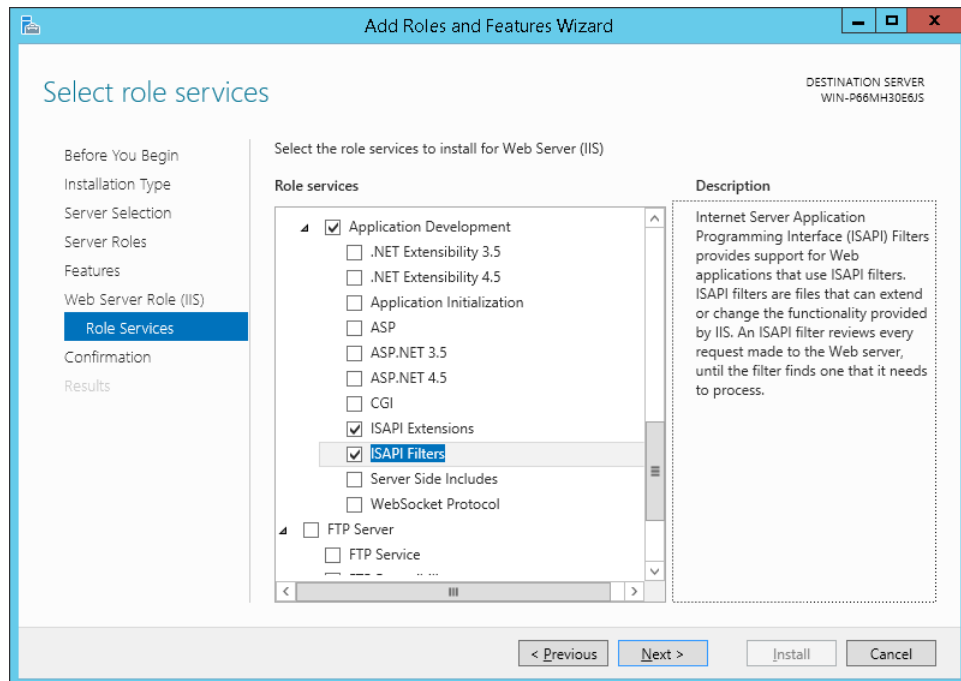 Add Roles and Features Wizard
Select role services
DESTINATION SERVER
WIN-P66MH30E6JS
Before You Begin
Installation Type
Server Selection
Server Roles
Features
Web Server Role (IIS)
Role Services
Confirmation
Results
Select the role services to install for Web Server (IIS)
Role services
Application Development
.NET Extensibility 3.5
.NET Extensibility 4.5
Application Initialization
ASP
ASP.NET 3.5
ASP.NET 4.5
CGI
ISAPI Extensions
ISAPI Filters
Server Side Includes
WebSocket Protocol
FTP Server
FTP Service
Description
Internet Server Application
Programming Interface (ISAPI) Filters
provides support for Web
applications that use ISAPI filters.
ISAPI filters are files that can extend
or change the functionality provided
by IIS. An ISAPI filter reviews every
request made to the Web server,
until the filter finds one that it needs
to process.
< Previous
Next >
Install
Cancel